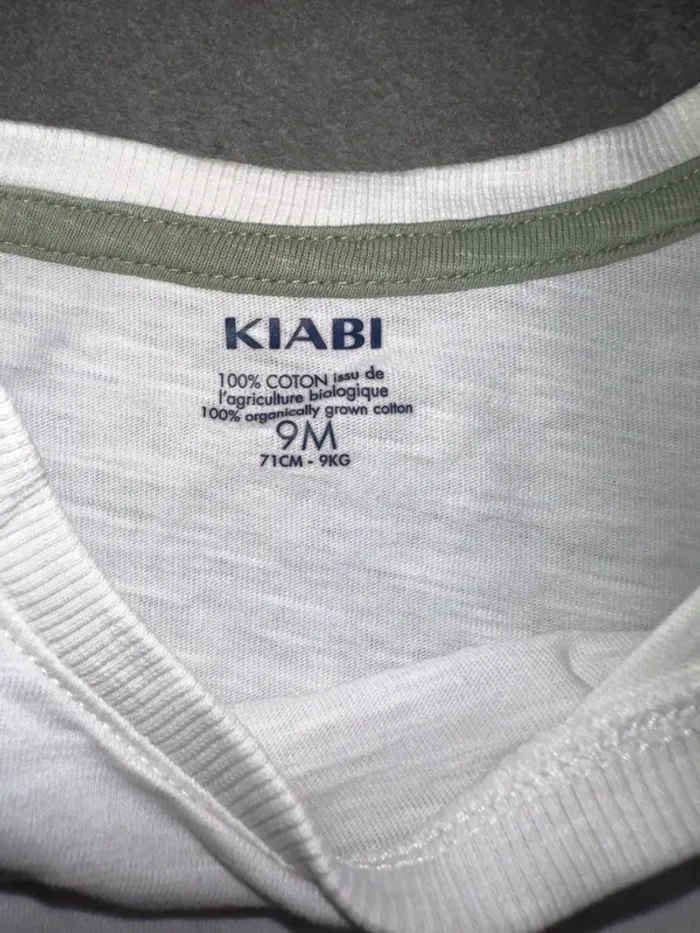 KIABI
100% COTON issu de
l'agriculture biologique
100% organically grown cotton
9M
71CM - 9KG